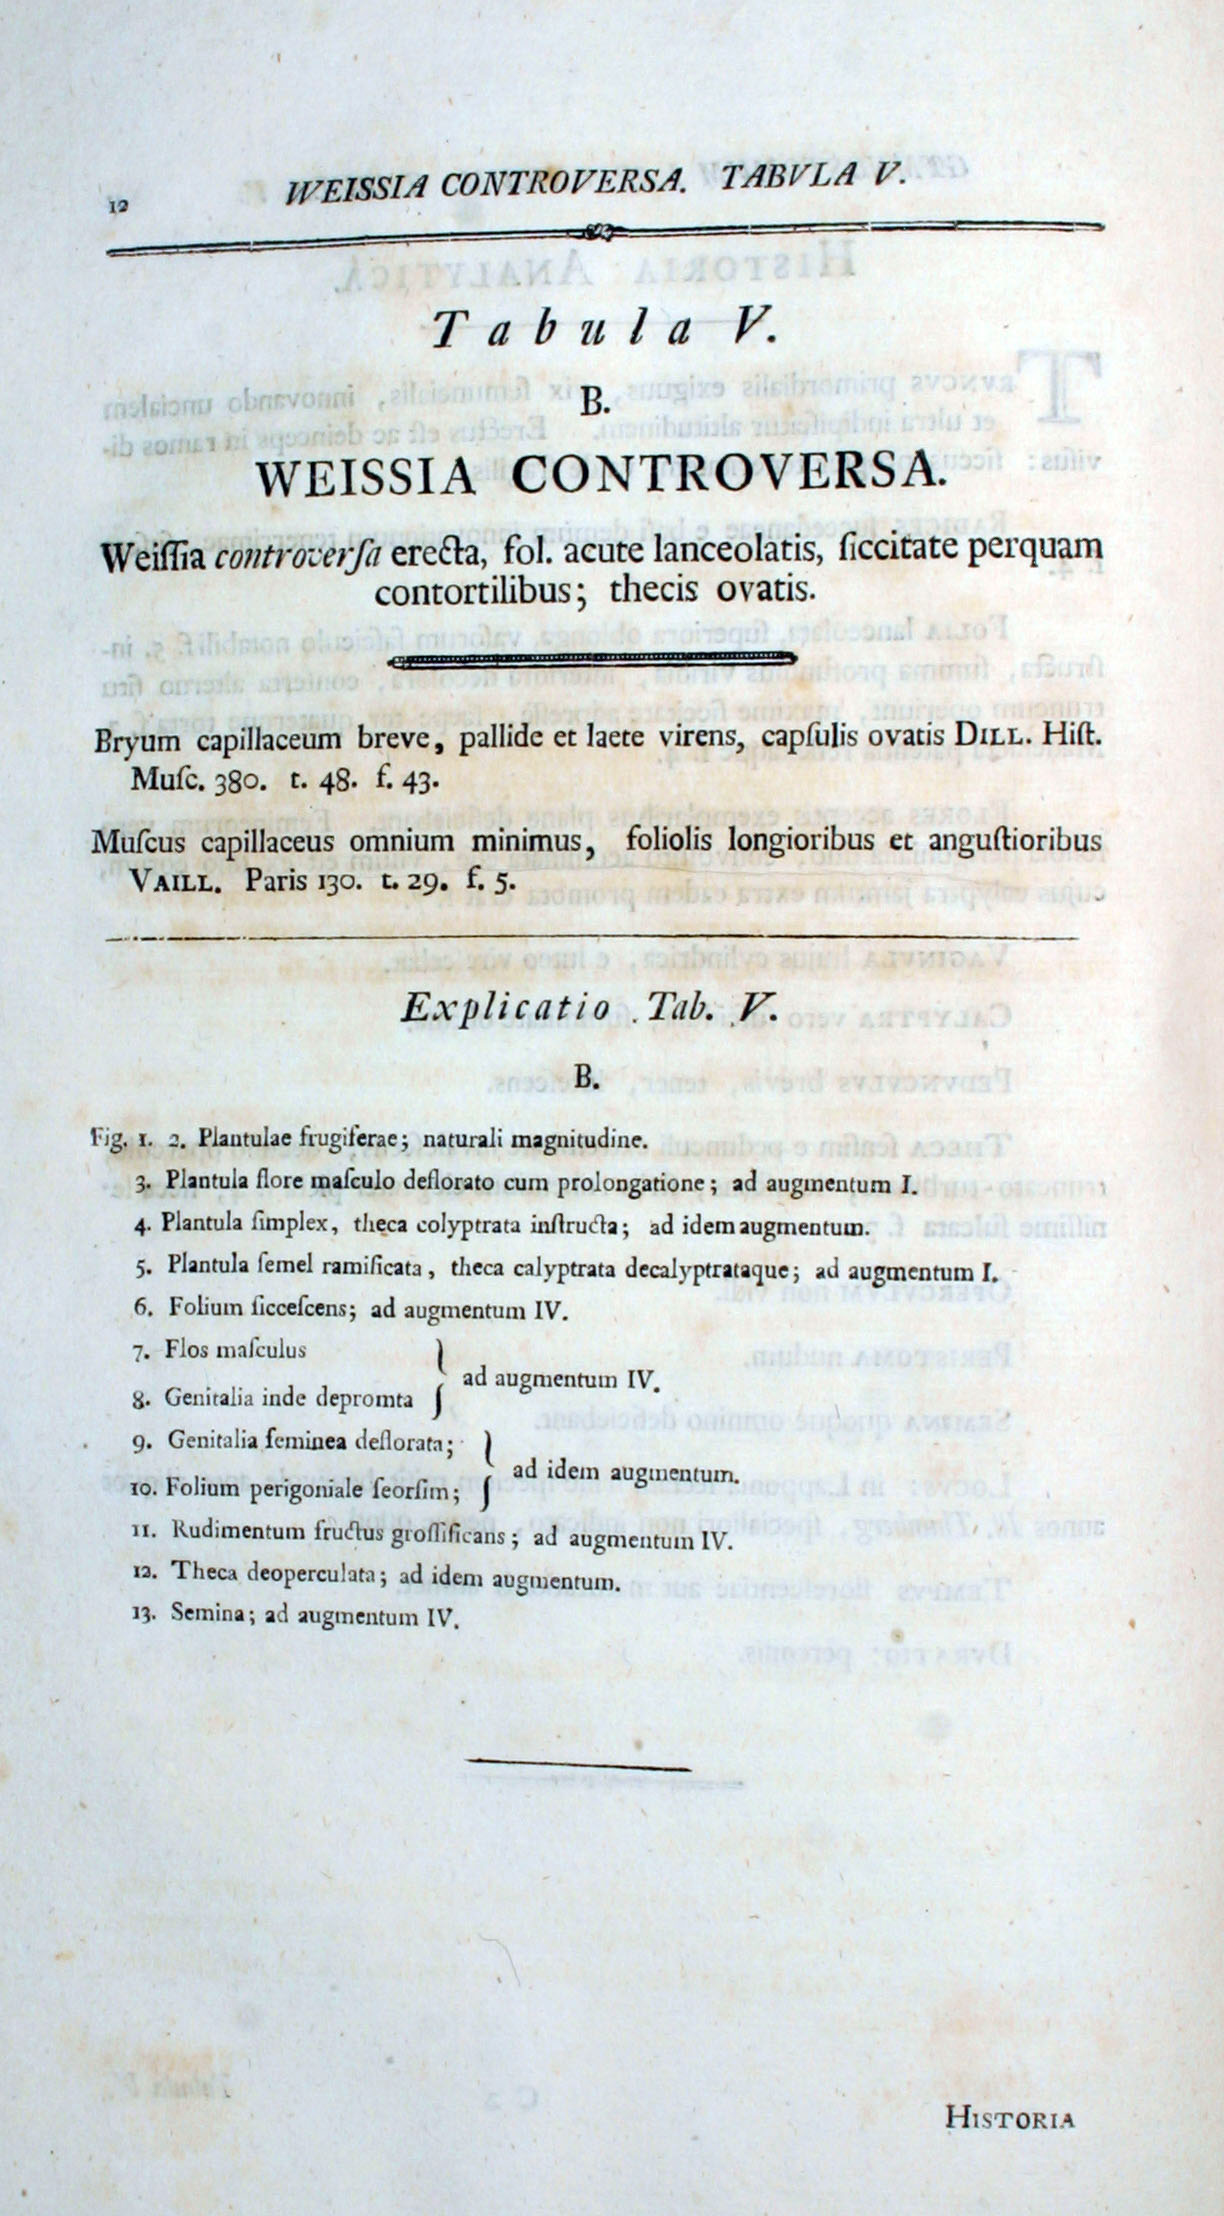 12
WEISSIA CONTROVERSA. TABVLA V.
Tabula V.
B.
WEISSIA CONTROVERSA.
Weiſſia controverſa erecta, fol. acute lanceolatis, ſiccitate perquam
contortilibus; thecis ovatis.
Bryum capillaceum breve, pallide et laete virens, capſulis ovatis DILL. Hiſt.
Muſc. 380. t. 48. f. 43.
Muſcus capillaceus omnium minimus, foliolis longioribus et anguſtioribus
VAILL. Paris 130. t. 29. f. 5.
Explicatio Tab. V.
B.
Fig. 1. 2. Plantulae frugiferae; naturali magnitudine.
3. Plantula flore maſculo deflorato cum prolongatione; ad augmentum I.
4. Plantula ſimplex, theca colyptrata inſtructa; ad idem augmentum.
5. Plantula ſemel ramificata, theca calyptrata decalyptrataque; ad augmentum I.
6. Folium ſicceſcens; ad augmentum IV.
7. Flos maſculus
ad augmentum IV.
8. Genitalia inde depromta
9. Genitalia feminea deflorata;
ad idem augmentum.
10. Folium perigoniale ſeorſim;
11. Rudimentum fructus groſſificans; ad augmentum IV.
12. Theca deoperculata; ad idem augmentum.
13. Semina; ad augmentum IV.
HISTORIA